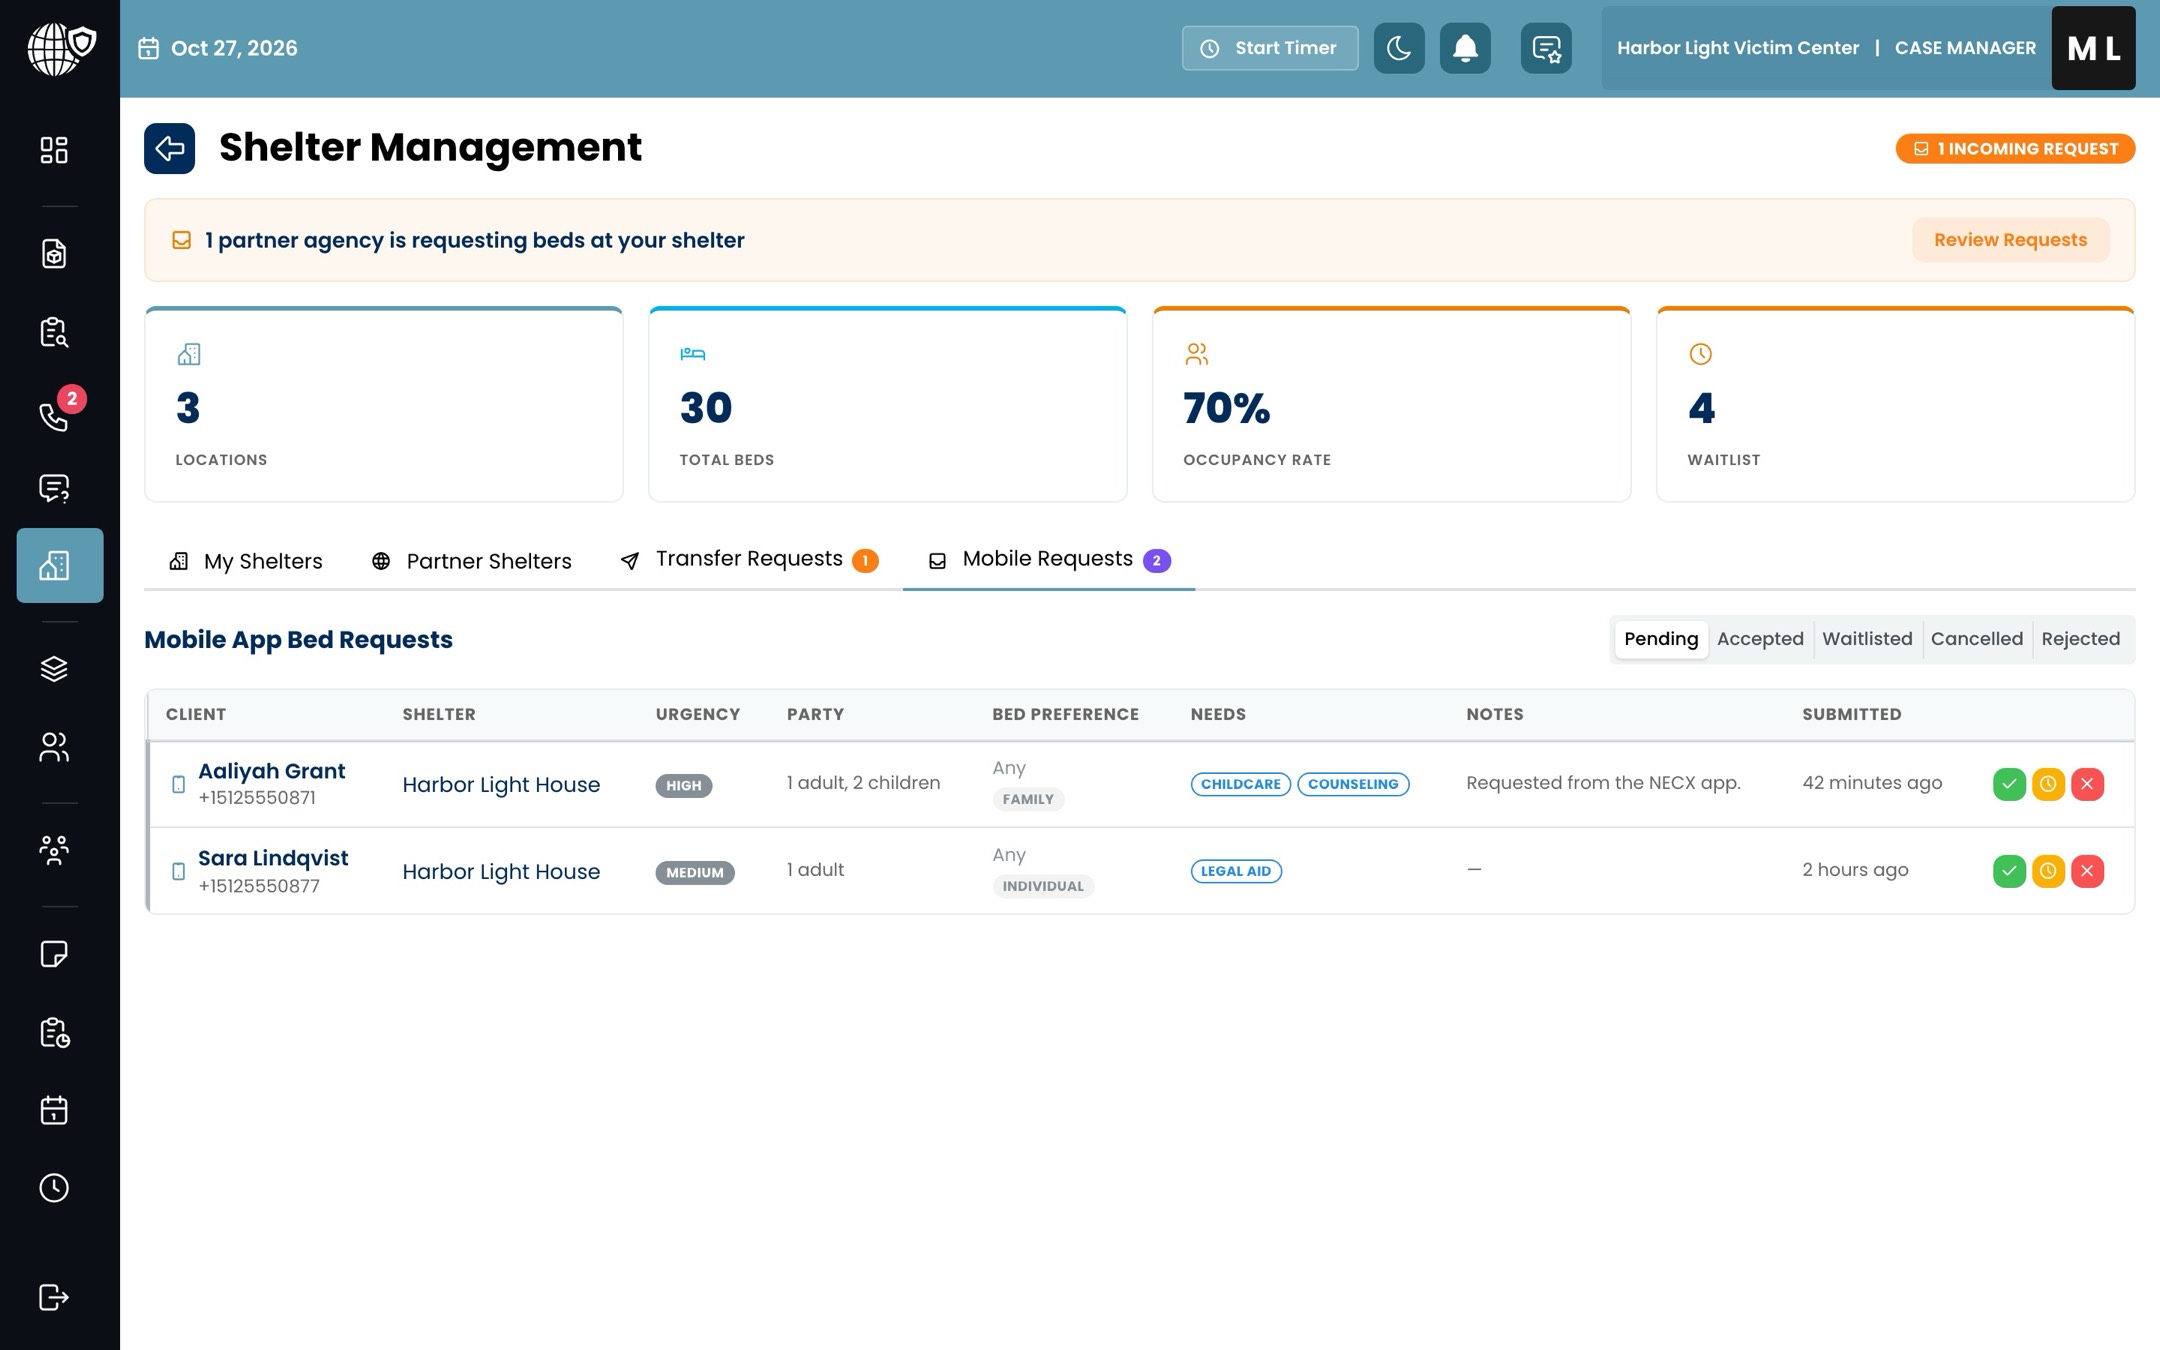 Oct 27, 2026
Start Timer
Harbor Light Victim Center | CASE MANAGER
M L
Shelter Management
1 INCOMING REQUEST
1 partner agency is requesting beds at your shelter
Review Requests
3
LOCATIONS
30
TOTAL BEDS
70%
OCCUPANCY RATE
4
WAITLIST
2
My Shelters
Partner Shelters
Transfer Requests 1
Mobile Requests 2
Mobile App Bed Requests
Pending Accepted Waitlisted Cancelled Rejected
CLIENT SHELTER URGENCY PARTY BED PREFERENCE NEEDS NOTES SUBMITTED
Aaliyah Grant
+15125550871
Harbor Light House
HIGH
1 adult, 2 children
Any
FAMILY
CHILDCARE COUNSELING
Requested from the NECX app.
42 minutes ago
Sara Lindqvist
+15125550877
Harbor Light House
MEDIUM
1 adult
Any
INDIVIDUAL
LEGAL AID
—
2 hours ago